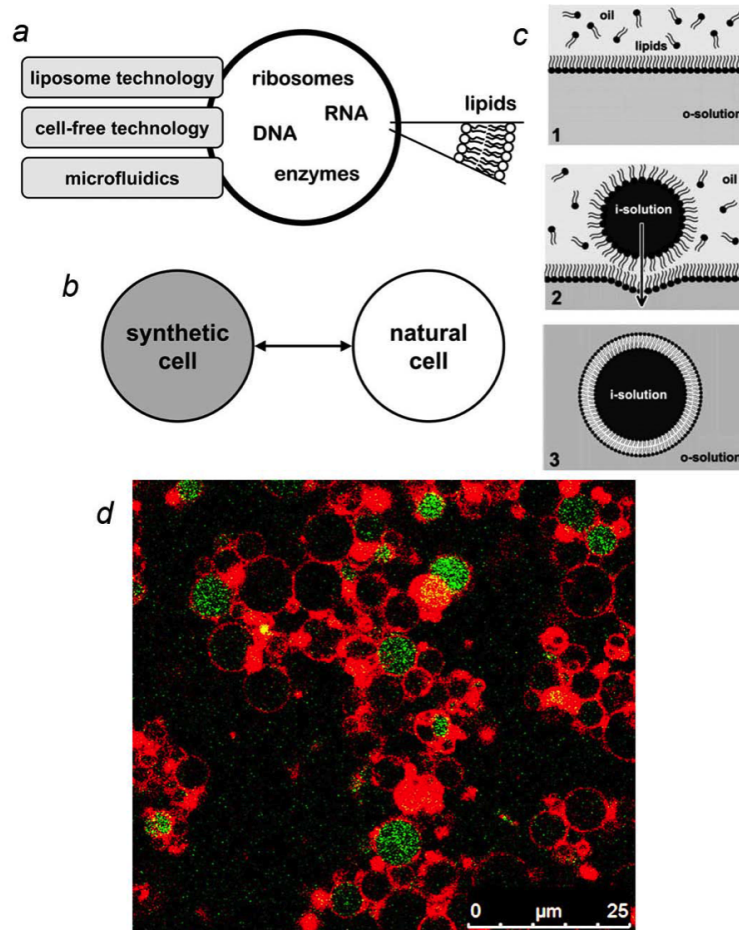 a
liposome technology
cell-free technology
microfluidics
ribosomes
RNA
DNA
enzymes
lipids
b
synthetic
cell
natural
cell
c
oil
lipids
o-solution
1
oil
i-solution
2
i-solution
3
o-solution
d
0 µm 25